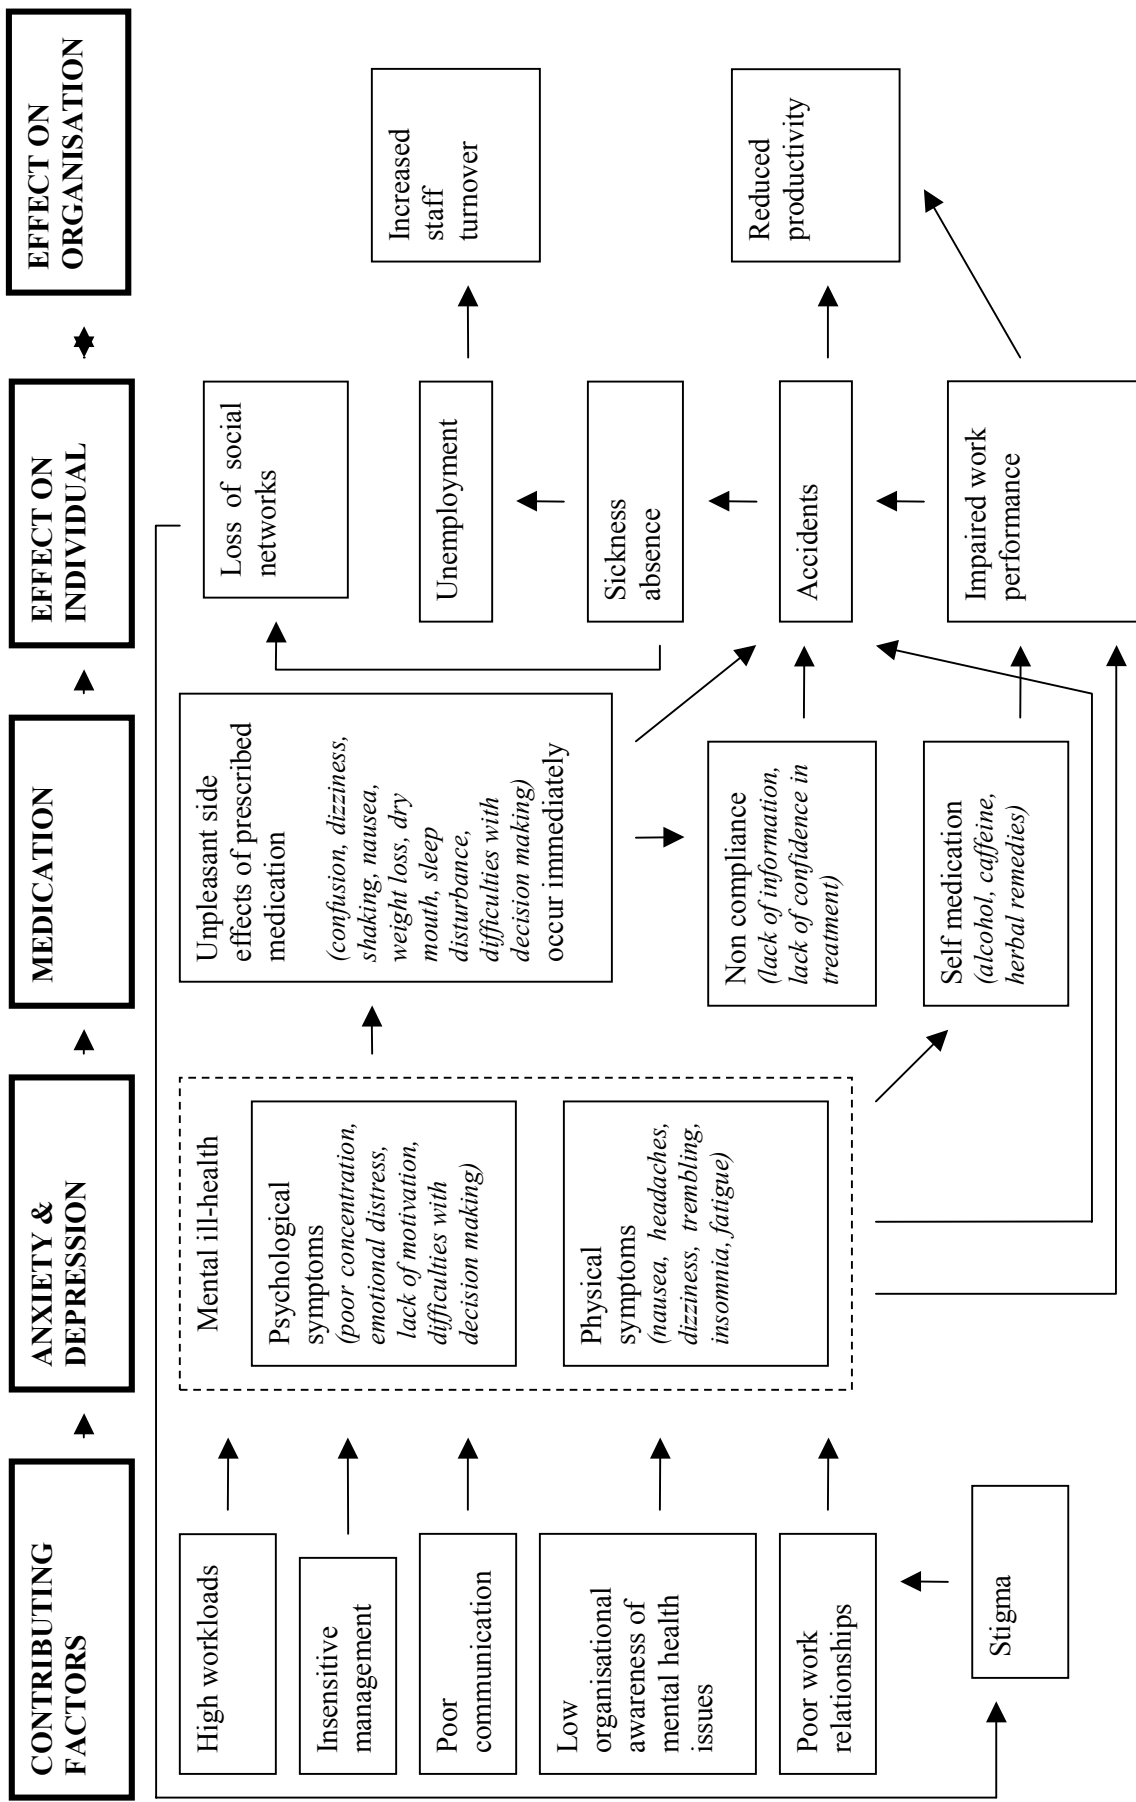 CONTRIBUTING
FACTORS
ANXIETY &
DEPRESSION
MEDICATION
EFFECT ON
INDIVIDUAL
EFFECT ON
ORGANISATION
High workloads
Insensitive
management
Poor
communication
Low
organisational
awareness of
mental health
issues
Poor work
relationships
Stigma
Mental ill-health
Psychological
symptoms
(poor concentration,
emotional distress,
lack of motivation,
difficulties with
decision making)
Physical
symptoms
(nausea, headaches,
dizziness, trembling,
insomnia, fatigue)
Unpleasant side
effects of prescribed
medication
(confusion, dizziness,
shaking, nausea,
weight loss, dry
mouth, sleep
disturbance,
difficulties with
decision making)
occur immediately
Non compliance
(lack of information,
lack of confidence in
treatment)
Self medication
(alcohol, caffeine,
herbal remedies)
Loss of social
networks
Unemployment
Sickness
absence
Accidents
Impaired work
performance
Increased
staff
turnover
Reduced
productivity